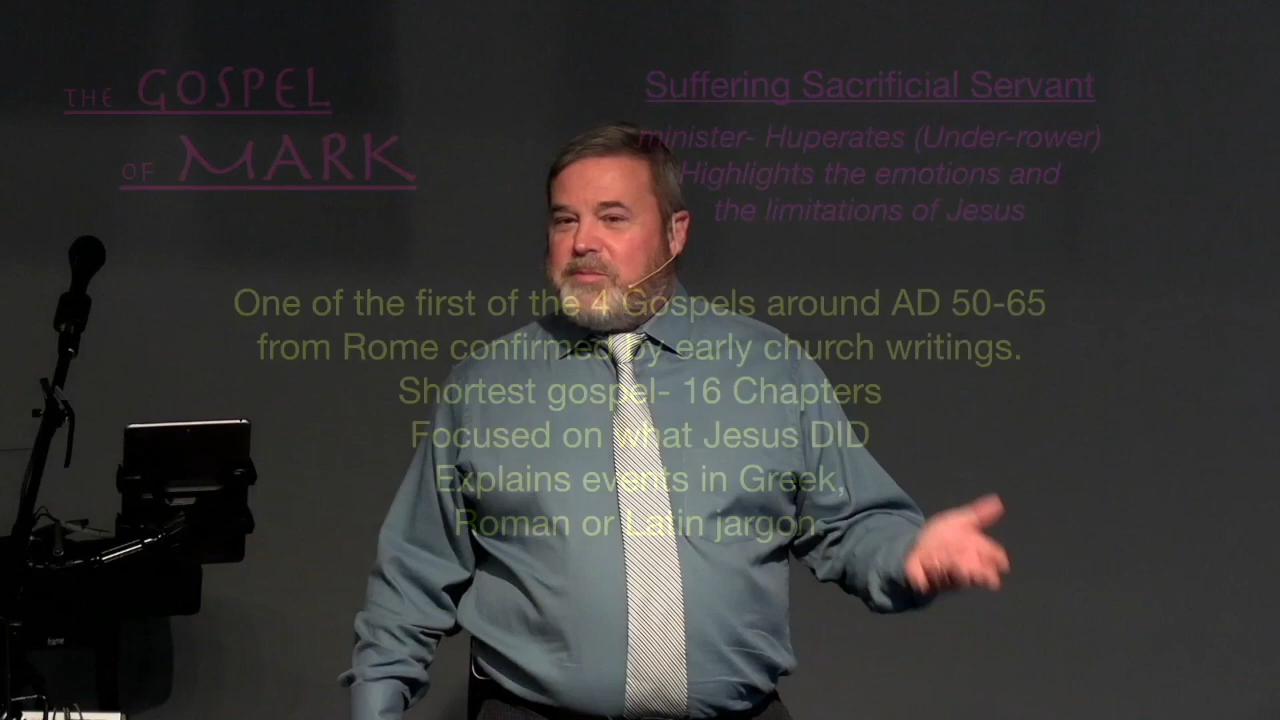 THE GOSPEL
OF MARK
Suffering Sacrificial Servant
minister- Huperates (Under-rower)
Highlights the emotions and
the limitations of Jesus
One of the first of the 4 Gospels around AD 50-65
from Rome confirmed by early church writings.
Shortest gospel- 16 Chapters
Focused on what Jesus DID
Explains events in Greek,
Roman or Latin jargon.
frame